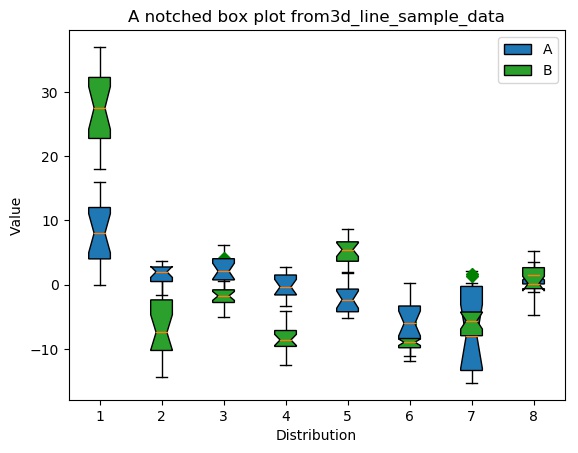 A notched box plot from3d_line_sample_data
A
B
30
20
10
0
−10
Value
1 2 3 4 5 6 7 8
Distribution